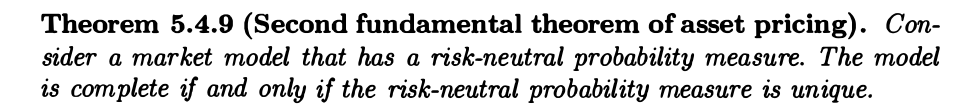 Theorem 5.4.9 (Second fundamental theorem of asset pricing). Con-
sider a market model that has a risk-neutral probability measure. The model
is complete if and only if the risk-neutral probability measure is unique.